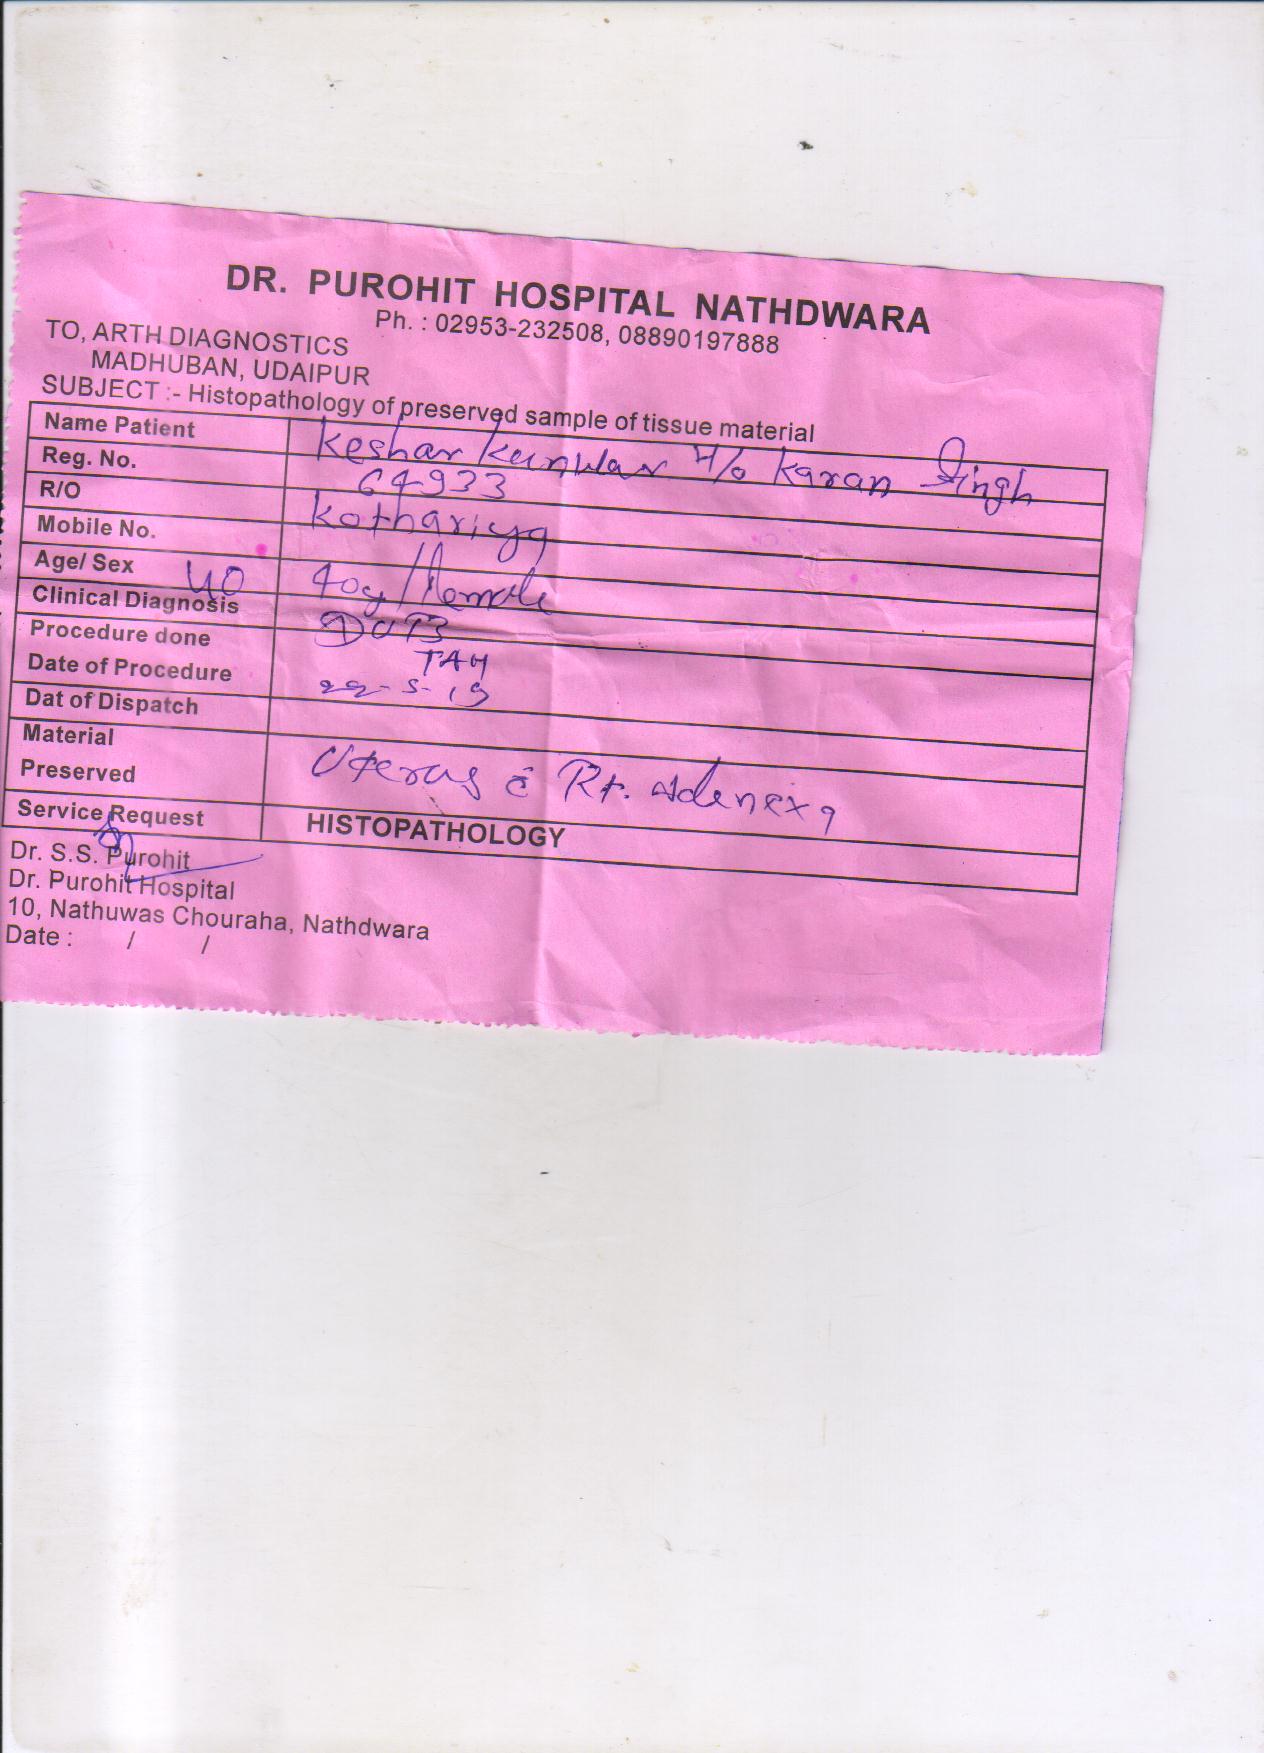 DR. PUROHIT HOSPITAL NATHDWARA
Ph. : 02953-232508, 08890197888
TO, ARTH DIAGNOSTICS
MADHUBAN, UDAIPUR
SUBJECT :- Histopathology of preserved sample of tissue material
Name Patient Keshar Kunwar W/o Karan Singh
Reg. No. 64933
R/O Kothariya
Mobile No.
Age/ Sex 40 40y/Female
Clinical Diagnosis DUB
Procedure done TAH
Date of Procedure 22-5-19
Dat of Dispatch
Material
Preserved Uterus c̄ Rt. Adenexa
Service Request HISTOPATHOLOGY
Dr. S.S. Purohit
Dr. Purohit Hospital
10, Nathuwas Chouraha, Nathdwara
Date : / /